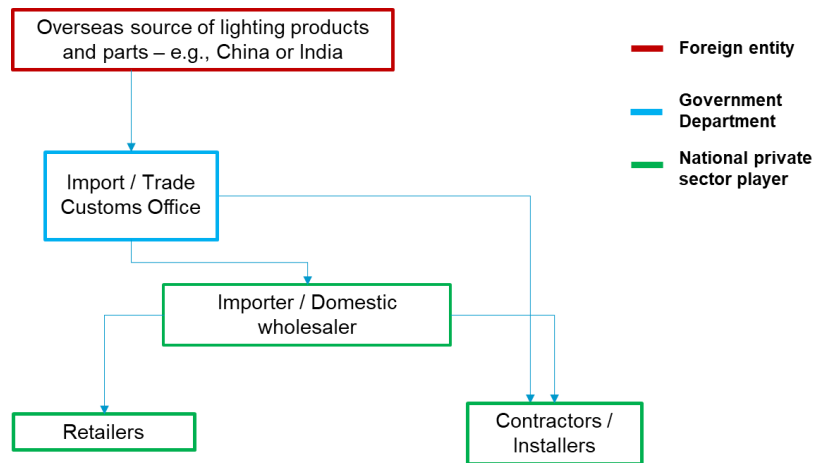 Overseas source of lighting products
and parts – e.g., China or India
Foreign entity
Government
Department
National private
sector player
Import / Trade
Customs Office
Importer / Domestic
wholesaler
Retailers
Contractors /
Installers